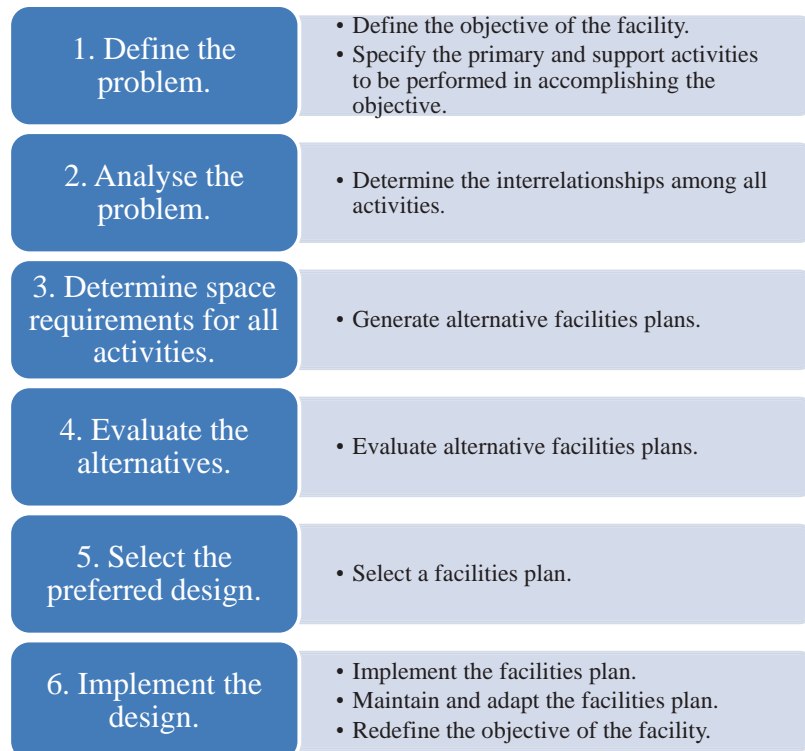 1. Define the
problem.
• Define the objective of the facility.
• Specify the primary and support activities
to be performed in accomplishing the
objective.
2. Analyse the
problem.
• Determine the interrelationships among all
activities.
3. Determine space
requirements for all
activities.
• Generate alternative facilities plans.
4. Evaluate the
alternatives.
• Evaluate alternative facilities plans.
5. Select the
preferred design.
• Select a facilities plan.
6. Implement the
design.
• Implement the facilities plan.
• Maintain and adapt the facilities plan.
• Redefine the objective of the facility.